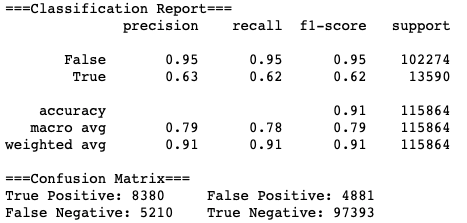 ===Classification Report===
precision recall f1-score support
False 0.95 0.95 0.95 102274
True 0.63 0.62 0.62 13590
accuracy 0.91 115864
macro avg 0.79 0.78 0.79 115864
weighted avg 0.91 0.91 0.91 115864
===Confusion Matrix===
True Positive: 8380 False Positive: 4881
False Negative: 5210 True Negative: 97393